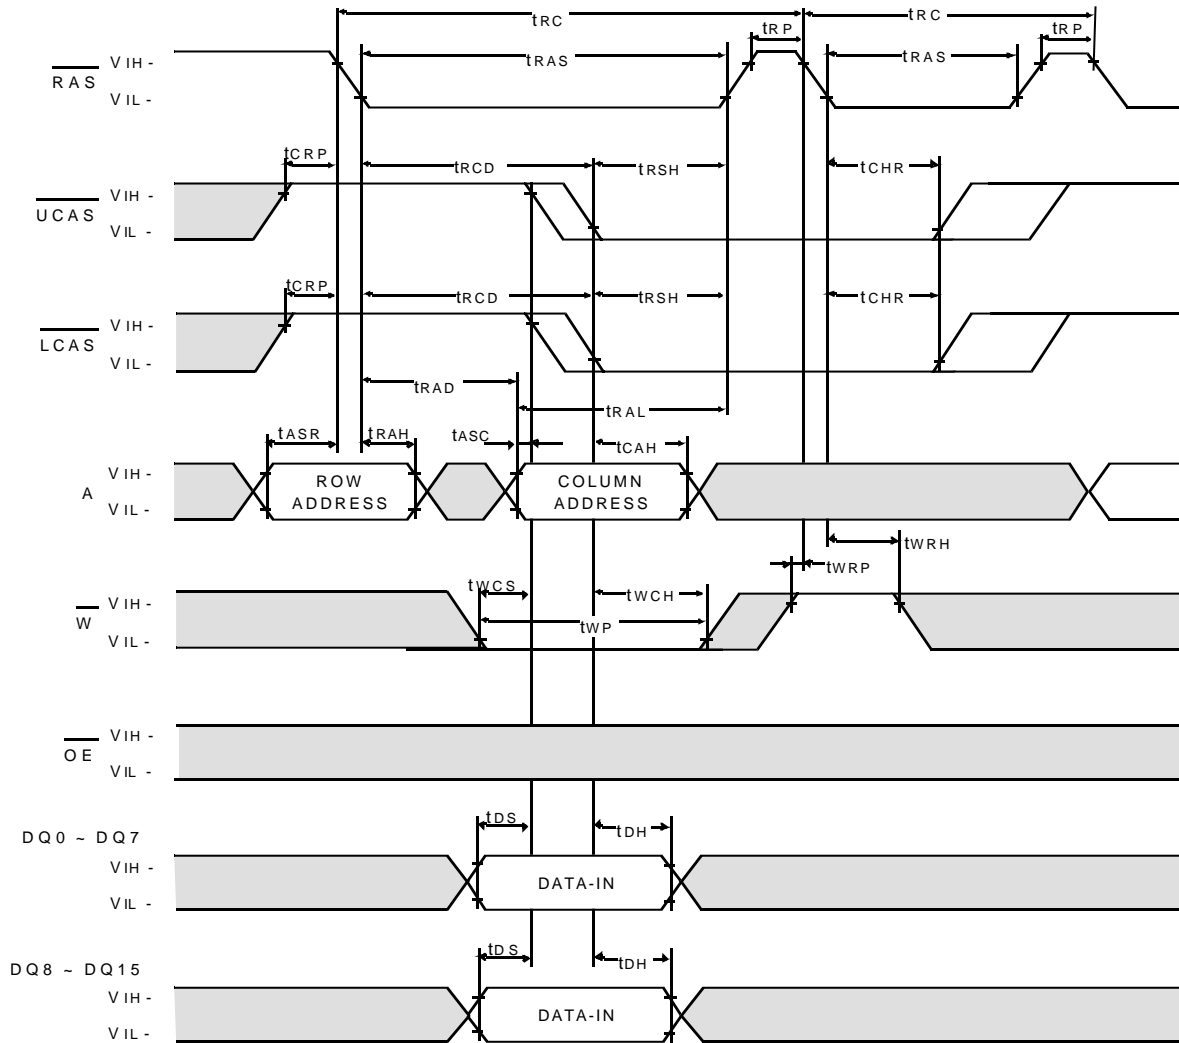 tRC
tRC
tRP
tRP
VIH -
RAS
VIL -
tRAS
tRAS
tCRP
tRCD
tRSH
tCHR
VIH -
UCAS
VIL -
tCRP
tRCD
tRSH
tCHR
VIH -
LCAS
VIL -
tRAD
tRAL
tASR
tRAH
tASC
tCAH
VIH -
A
VIL -
ROW
ADDRESS
COLUMN
ADDRESS
tWRH
tWRP
tWCS
tWCH
VIH -
W
VIL -
tWP
VIH -
OE
VIL -
tDS
tDH
DQ0 ~ DQ7
VIH -
VIL -
DATA-IN
tDS
tDH
DQ8 ~ DQ15
VIH -
VIL -
DATA-IN